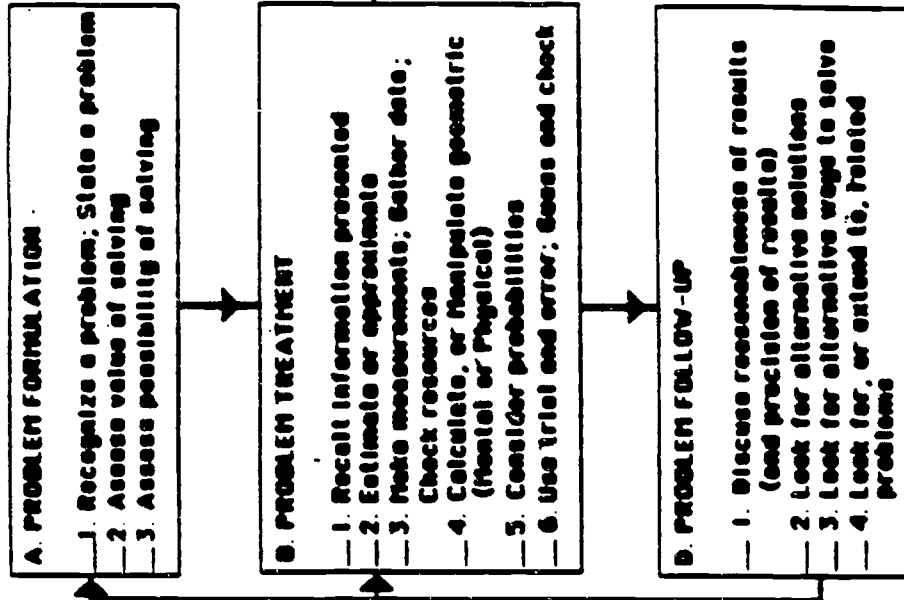 A. PROBLEM FORMULATION
1. Recognize a problem; State a problem
2. Assess value of solving
3. Assess possibility of solving
B. PROBLEM TREATMENT
1. Recall information presented
2. Estimate or approximate
3. Make measurements; Gather data;
Check resources
4. Calculate, or Manipulate geometric
(Mental or Physical)
5. Consider probabilities
6. Use trial and error; Guess and check
D. PROBLEM FOLLOW-UP
1. Discuss reasonableness of results
(and precision of results)
2. Look for alternative solutions
3. Look for alternative ways to solve
4. Look for, or extend to, related
problems